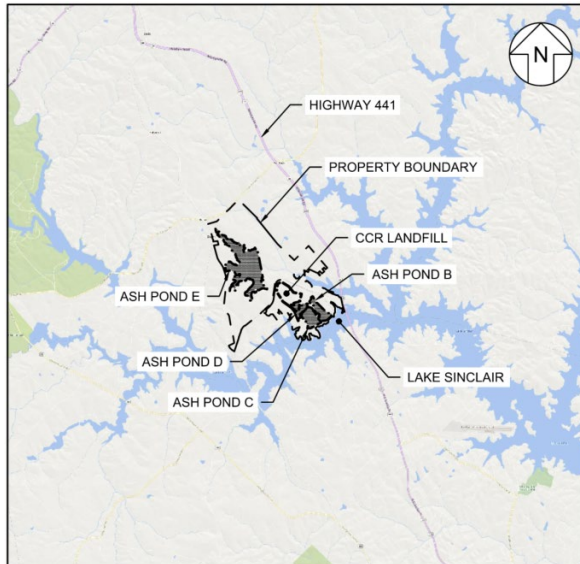 N
HIGHWAY 441
PROPERTY BOUNDARY
CCR LANDFILL
ASH POND B
ASH POND E
ASH POND D
LAKE SINCLAIR
ASH POND C